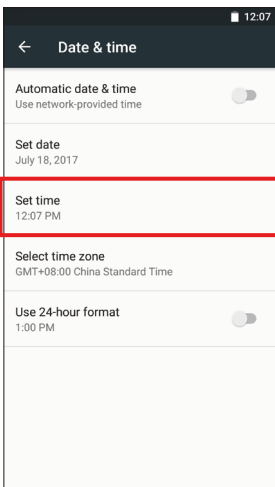 12:07
Date & time
Automatic date & time
Use network-provided time
Set date
July 18, 2017
Set time
12:07 PM
Select time zone
GMT+08:00 China Standard Time
Use 24-hour format
1:00 PM